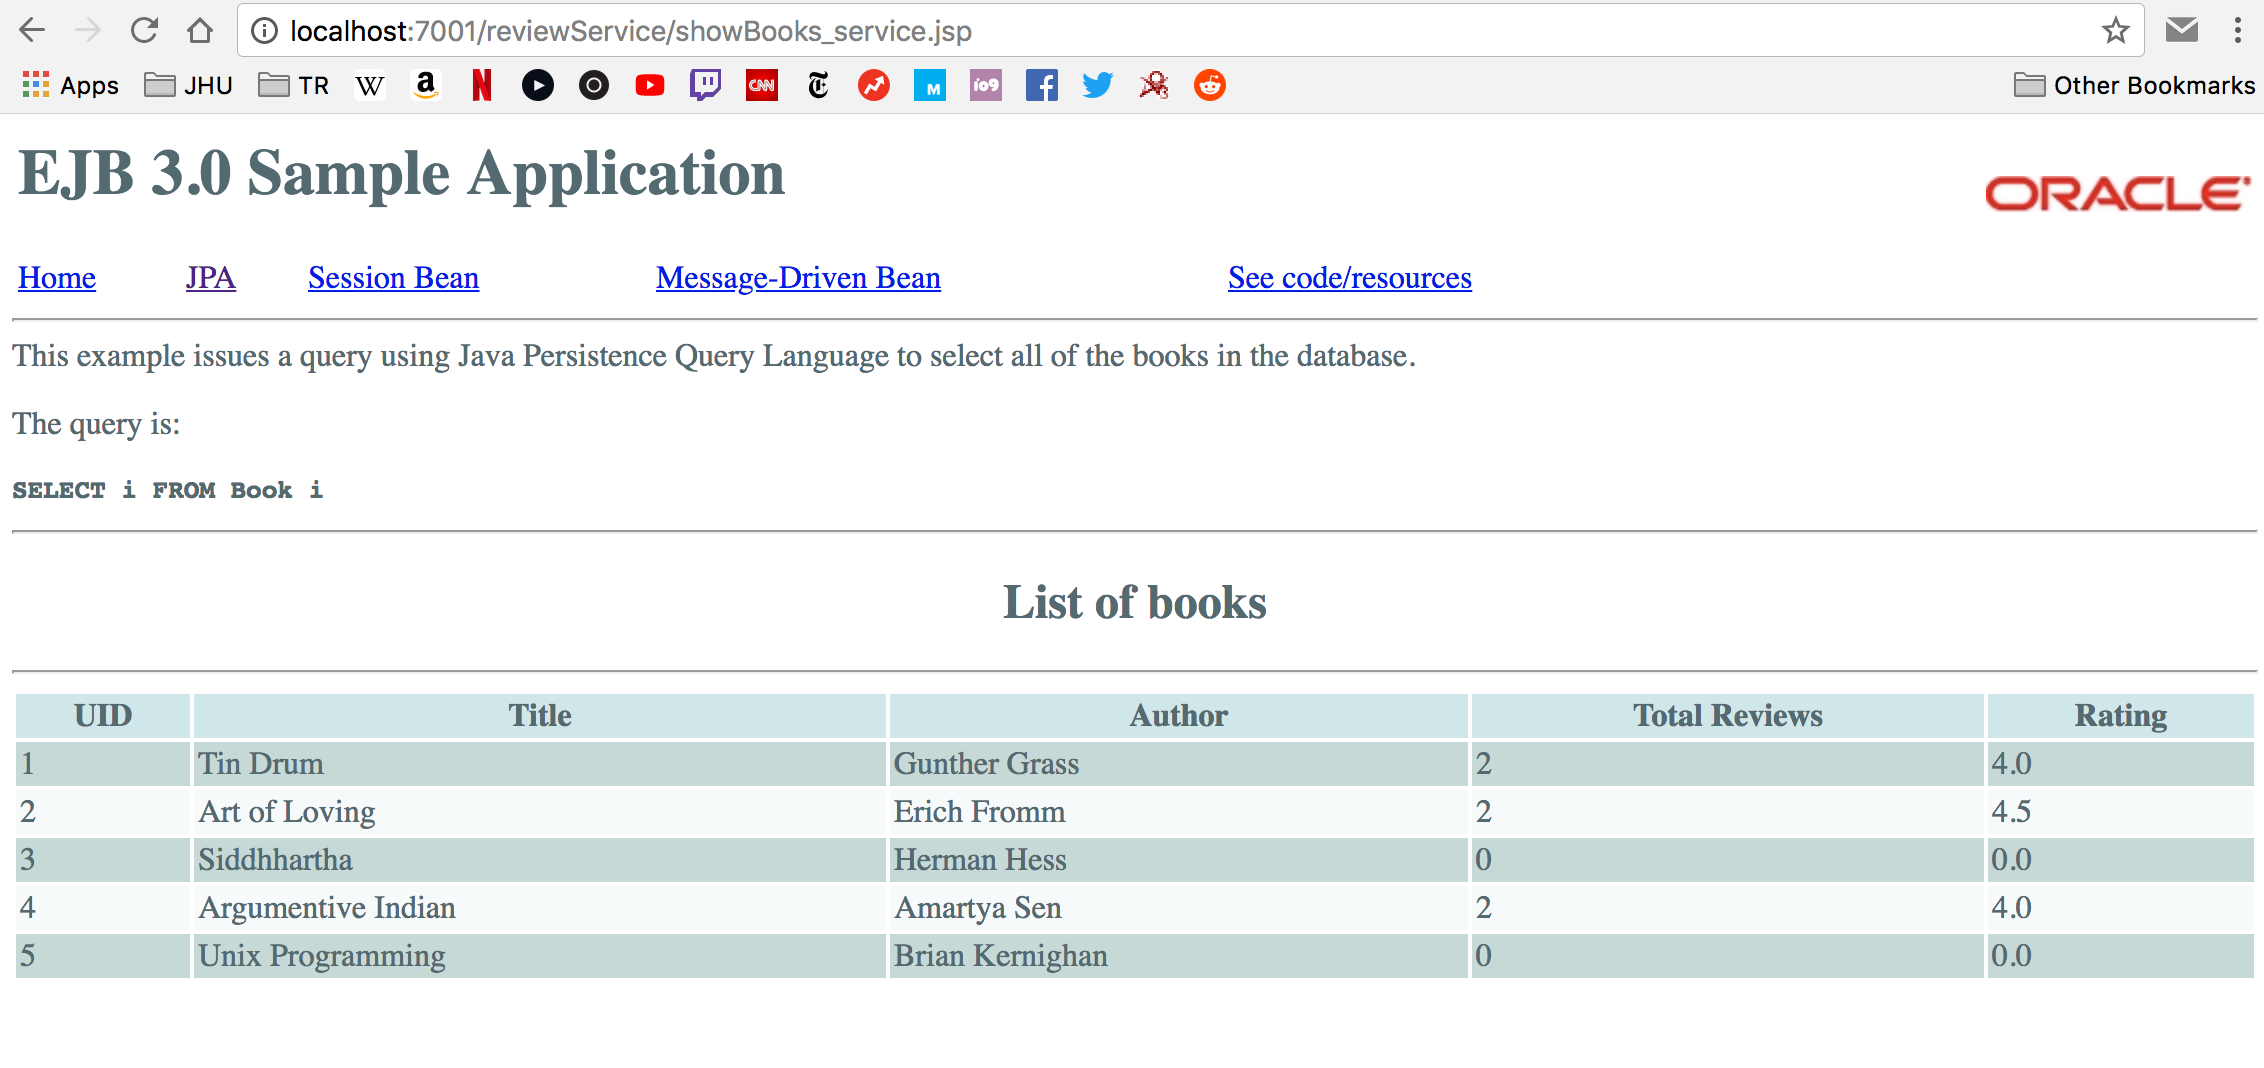 localhost:7001/reviewService/showBooks_service.jsp
Apps JHU TR W a N CNN T M io9 f Other Bookmarks
EJB 3.0 Sample Application
ORACLE
Home JPA Session Bean Message-Driven Bean See code/resources
This example issues a query using Java Persistence Query Language to select all of the books in the database.
The query is:
SELECT i FROM Book i
List of books
UID Title Author Total Reviews Rating
1 Tin Drum Gunther Grass 2 4.0
2 Art of Loving Erich Fromm 2 4.5
3 Siddhhartha Herman Hess 0 0.0
4 Argumentive Indian Amartya Sen 2 4.0
5 Unix Programming Brian Kernighan 0 0.0